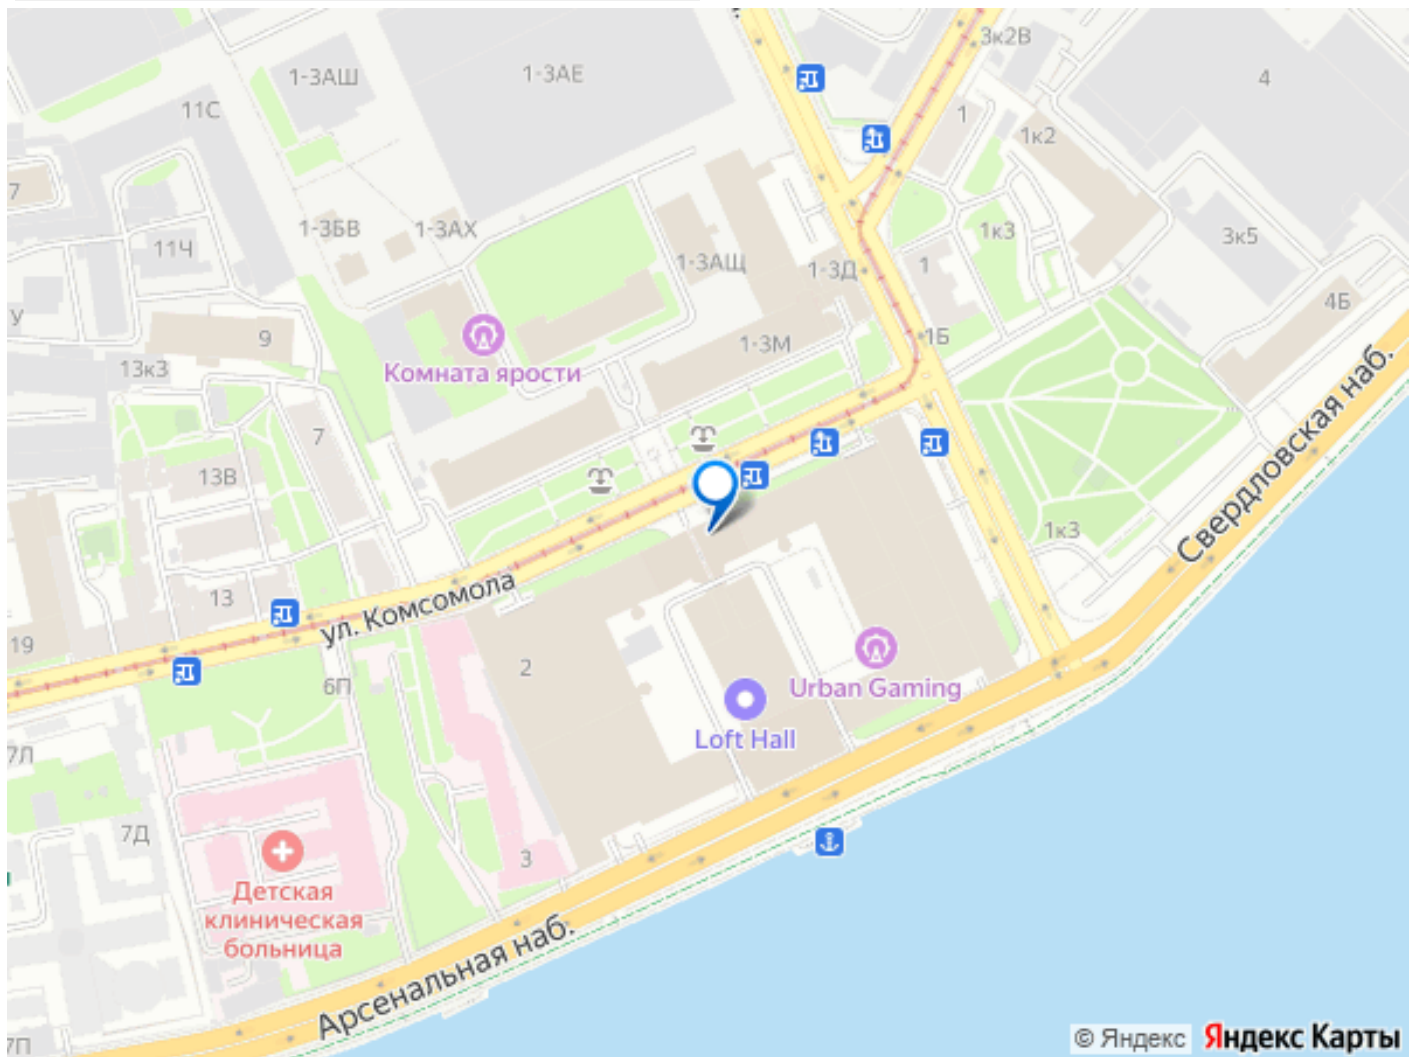 3к2В
1-3АШ
1-3АЕ
4
11С
1
1к2
7
1-3БВ
1-3АХ
1к3
3к5
11Ч
1-3АЩ
1-3Д
1
У
4Б
9
1-3М
1Б
13к3
Комната ярости
7
13В
Свердловская наб.
1к3
13
ул. Комсомола
19
2
6П
Urban Gaming
Loft Hall
7Л
7Д
3
Детская
клиническая
больница
Арсенальная наб.
7П
© Яндекс Яндекс Карты